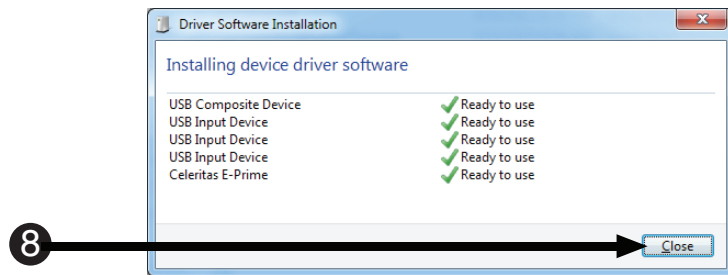 Driver Software Installation
Installing device driver software
USB Composite Device Ready to use
USB Input Device Ready to use
USB Input Device Ready to use
USB Input Device Ready to use
Celeritas E-Prime Ready to use
8 Close